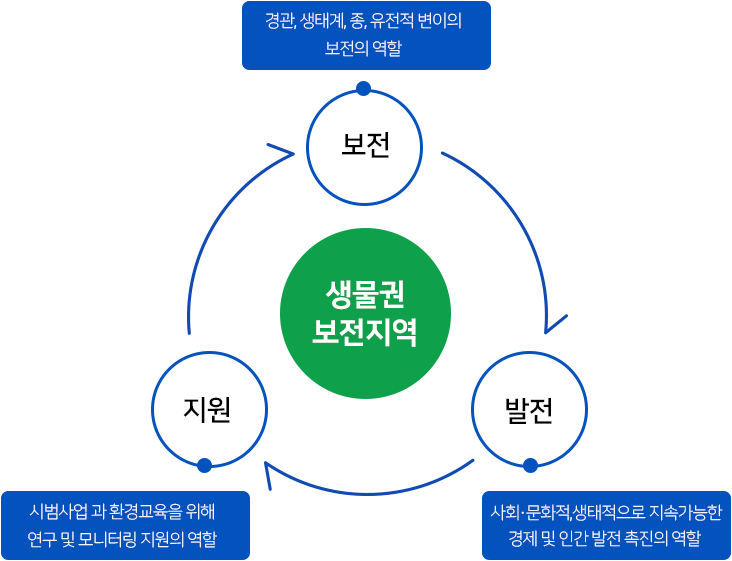 경관, 생태계, 종, 유전적 변이의
보전의 역할
보전
생물권
보전지역
지원
발전
시범사업 과 환경교육을 위해
연구 및 모니터링 지원의 역할
사회·문화적,생태적으로 지속가능한
경제 및 인간 발전 촉진의 역할